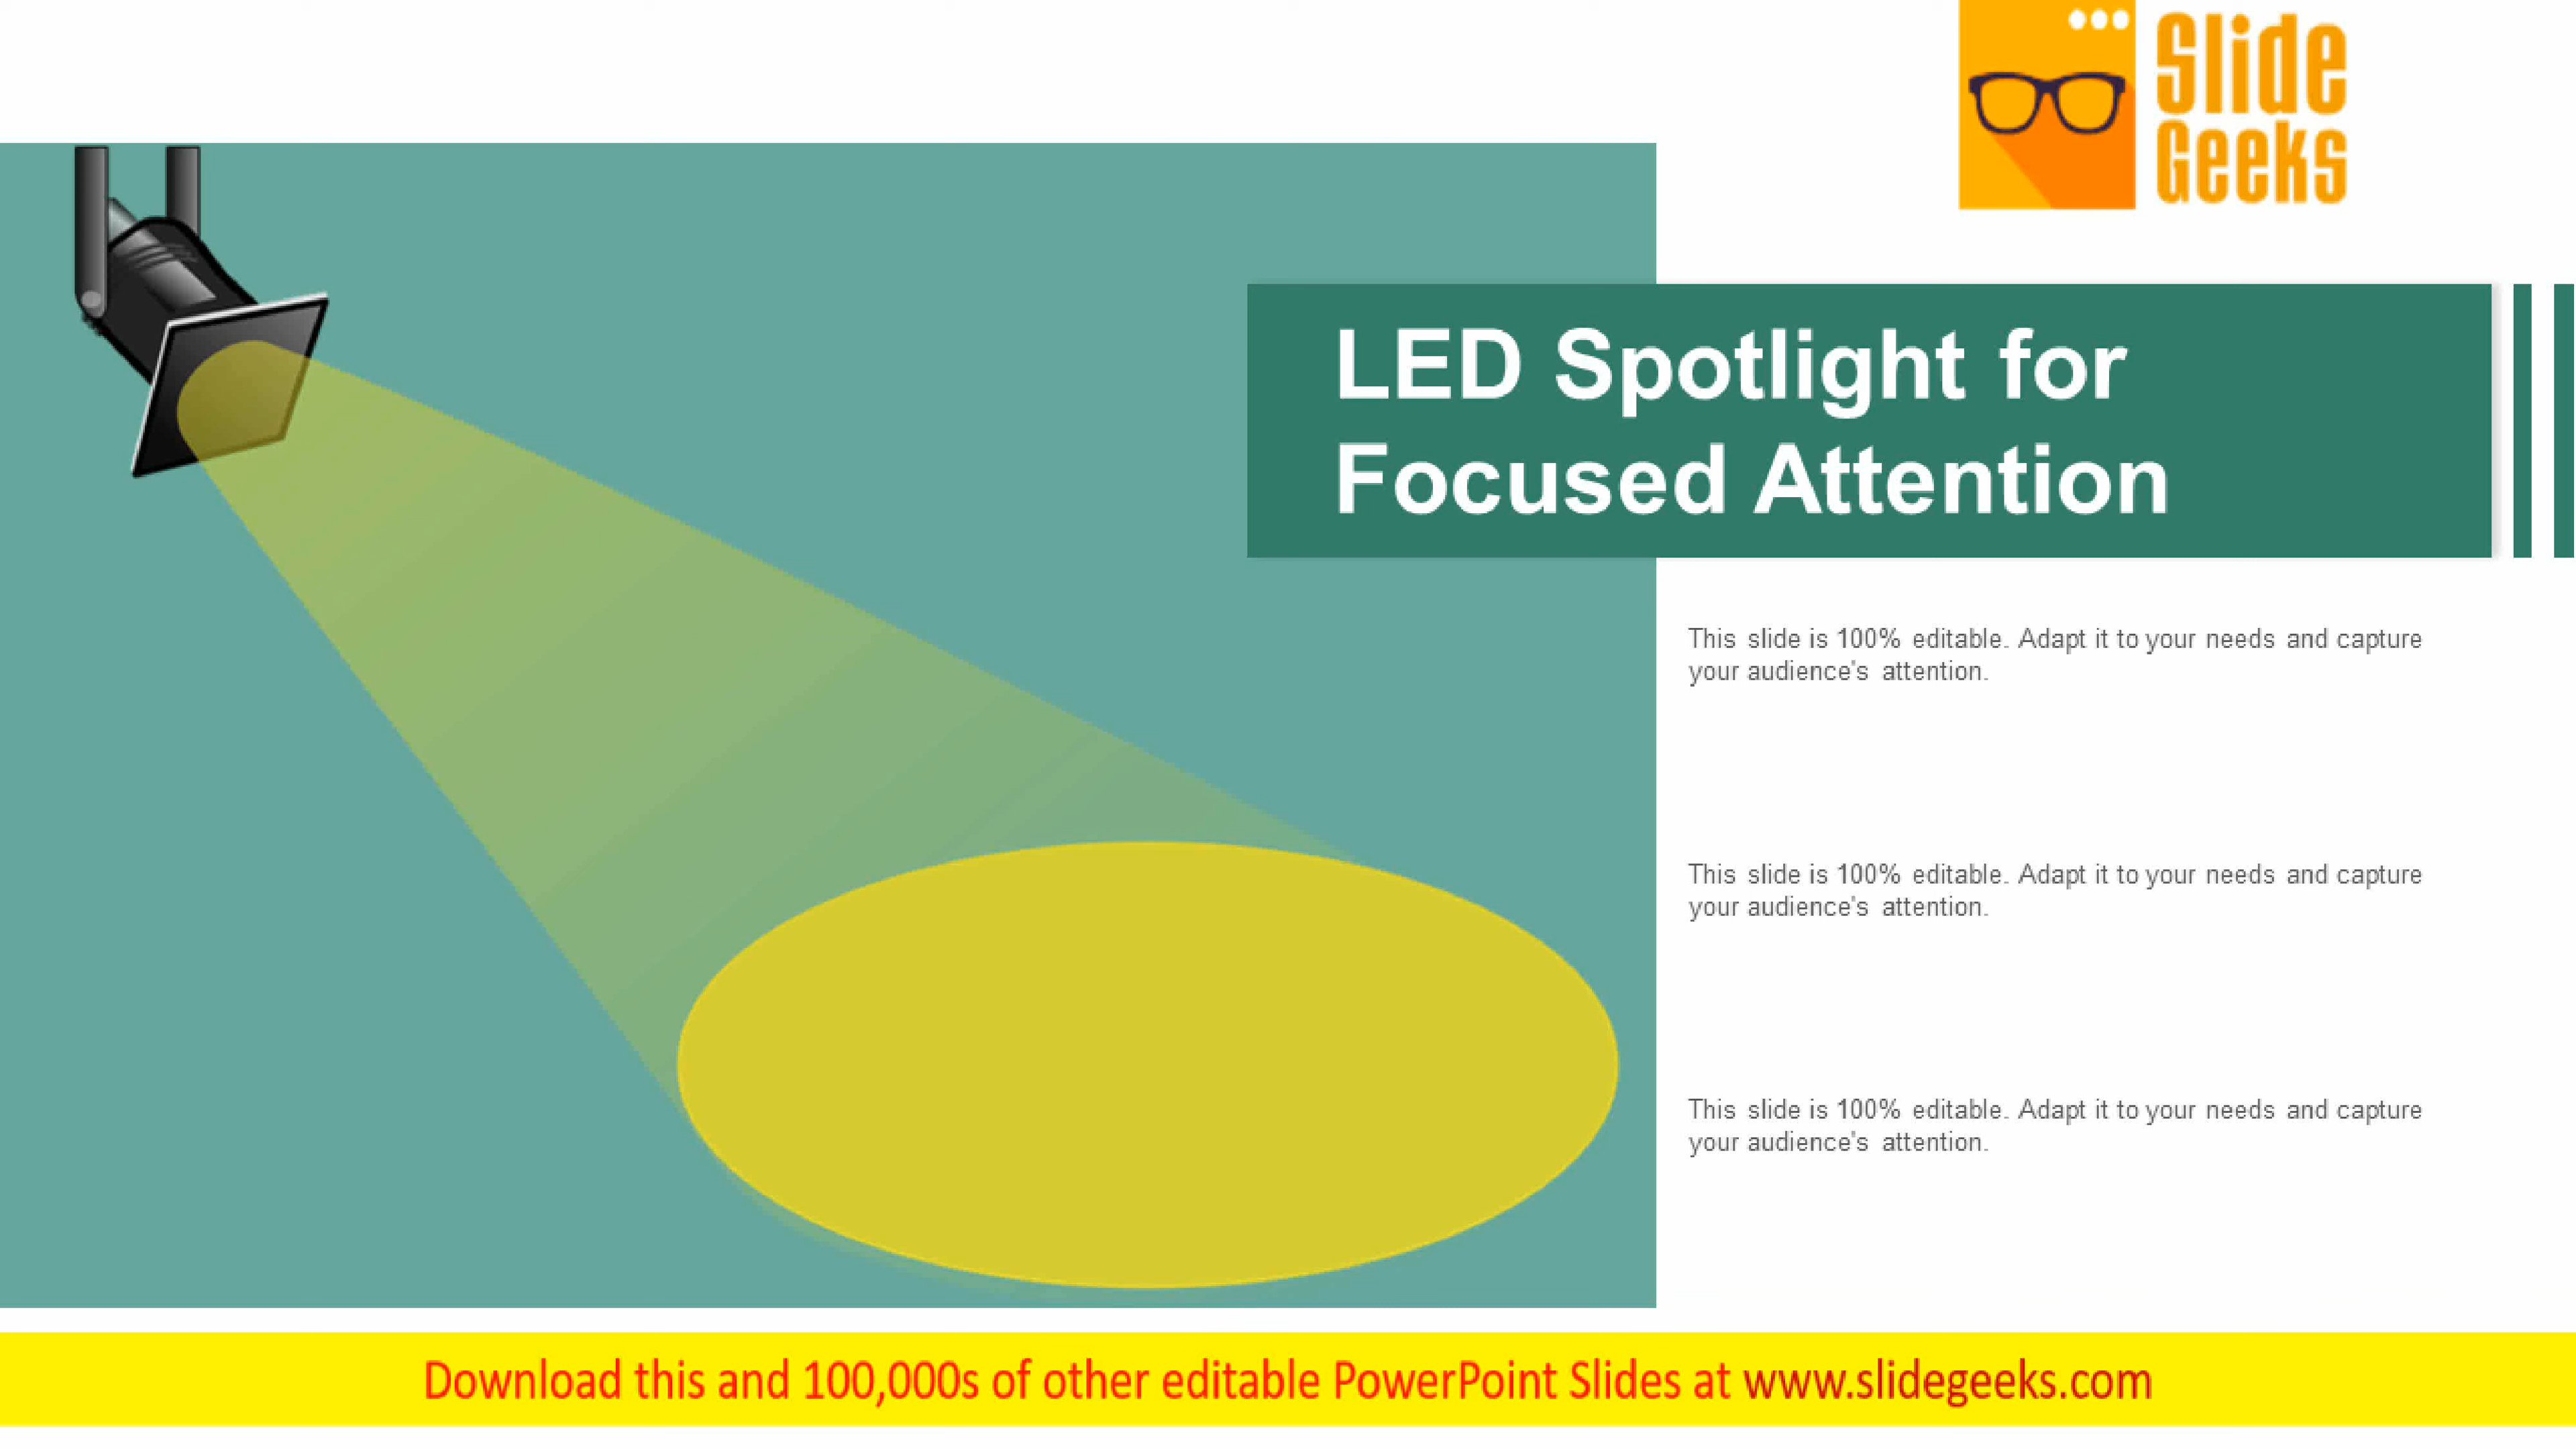 Slide
Geeks
LED Spotlight for
Focused Attention
This slide is 100% editable. Adapt it to your needs and capture
your audience's attention.
This slide is 100% editable. Adapt it to your needs and capture
your audience's attention.
This slide is 100% editable. Adapt it to your needs and capture
your audience's attention.
Download this and 100,000s of other editable PowerPoint Slides at www.slidegeeks.com